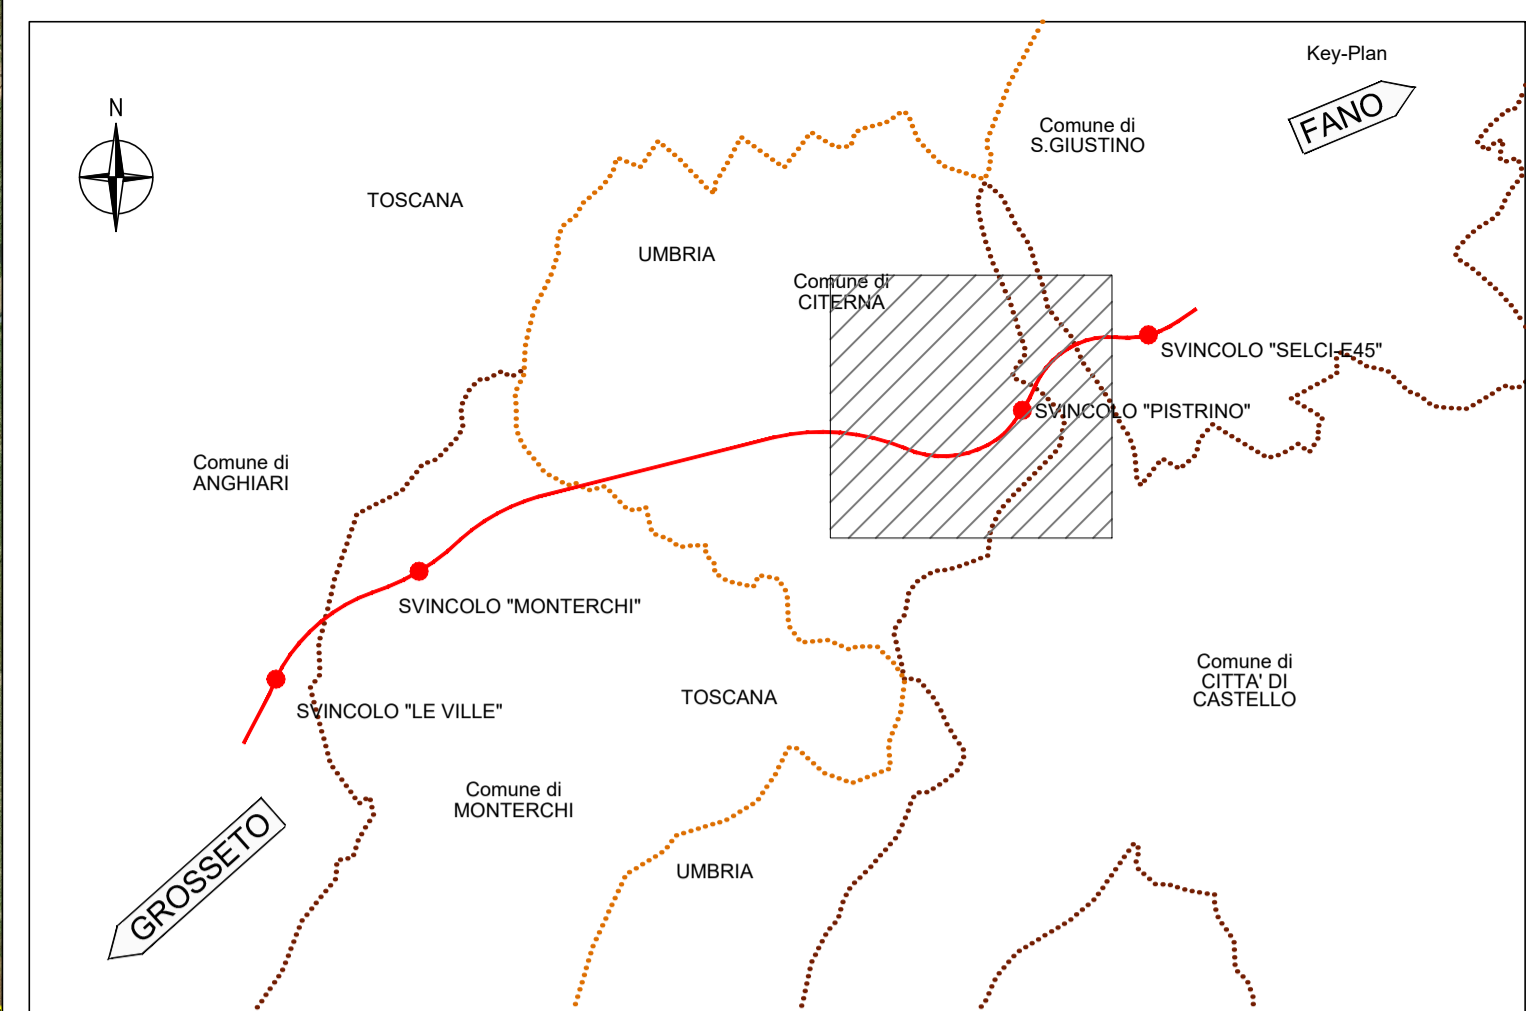 Key-Plan
FANO
N
Comune di
S.GIUSTINO
TOSCANA
UMBRIA
Comune di
CITERNA
SVINCOLO "SELCI-E45"
SVINCOLO "PISTRINO"
Comune di
ANGHIARI
SVINCOLO "MONTERCHI"
Comune di
CITTA' DI
CASTELLO
TOSCANA
SVINCOLO "LE VILLE"
Comune di
MONTERCHI
GROSSETO
UMBRIA